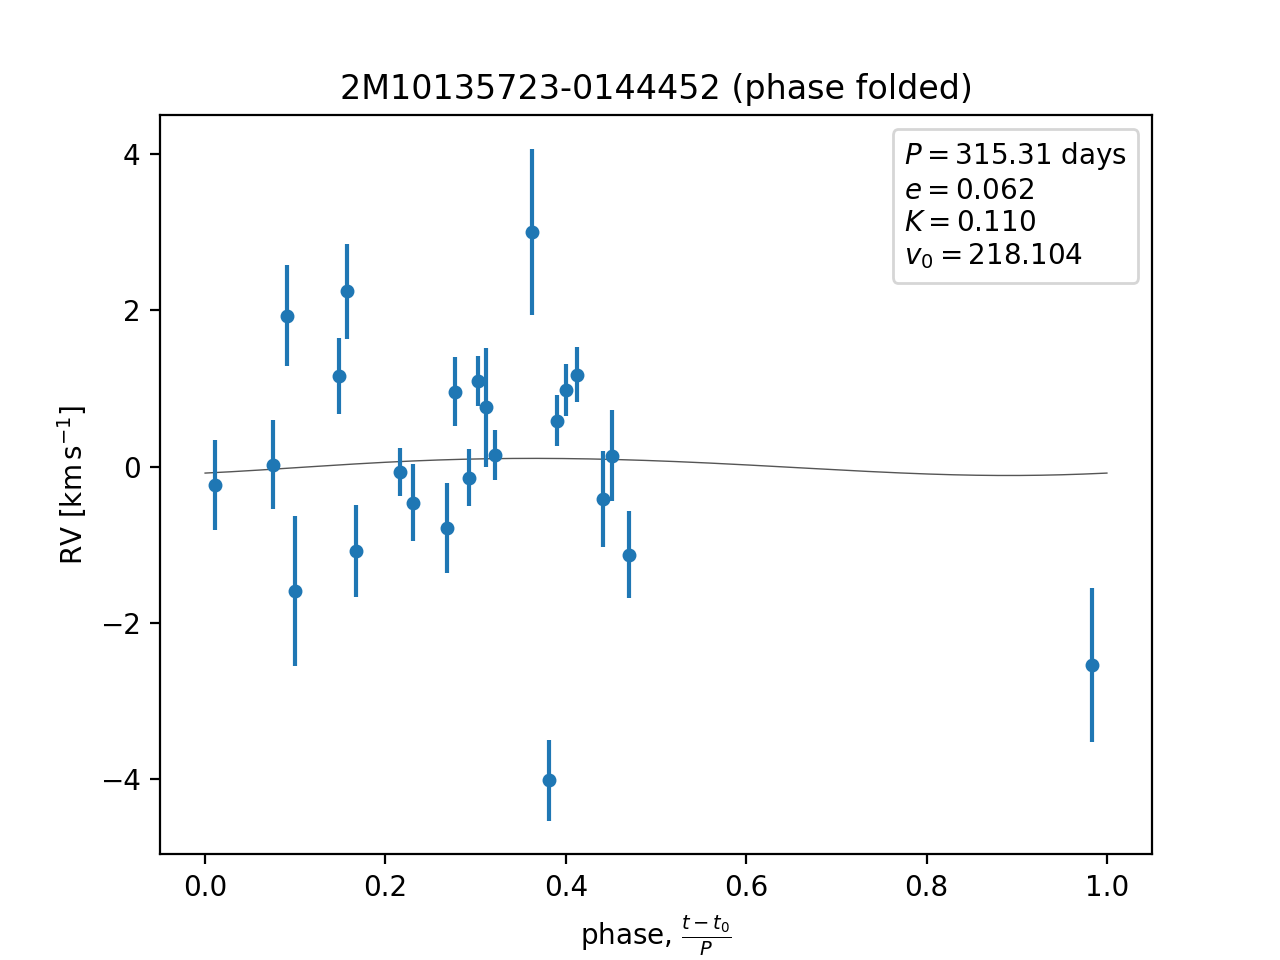 2M10135723-0144452 (phase folded)
P = 315.31 days
e = 0.062
K = 0.110
v₀ = 218.104
4
2
0
−2
−4
RV [km s⁻¹]
0.0 0.2 0.4 0.6 0.8 1.0
phase, (t − t₀)/P